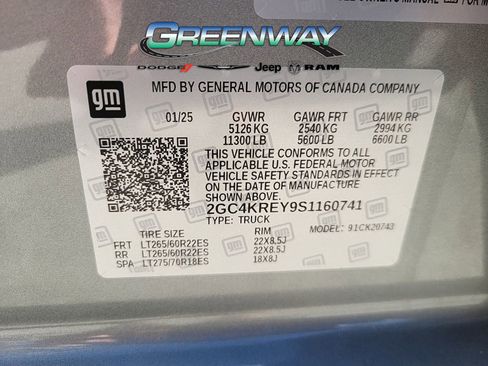 OWNER'S MANUAL
GREENWAY
DODGE Jeep RAM
gm
MFD BY GENERAL MOTORS OF CANADA COMPANY
01/25 GVWR GAWR FRT GAWR RR
5126 KG 2540 KG 2994 KG
11300 LB 5600 LB 6600 LB
THIS VEHICLE CONFORMS TO ALL
APPLICABLE U.S. FEDERAL MOTOR
VEHICLE SAFETY STANDARDS IN EFFECT
ON THE DATE OF MANUFACTURE
2GC4KREY9S1160741
TYPE: TRUCK MODEL: 91CK20743
TIRE SIZE RIM
FRT LT265/60R22ES 22X8.5J
RR LT265/60R22ES 22X8.5J
SPA LT275/70R18ES 18X8J